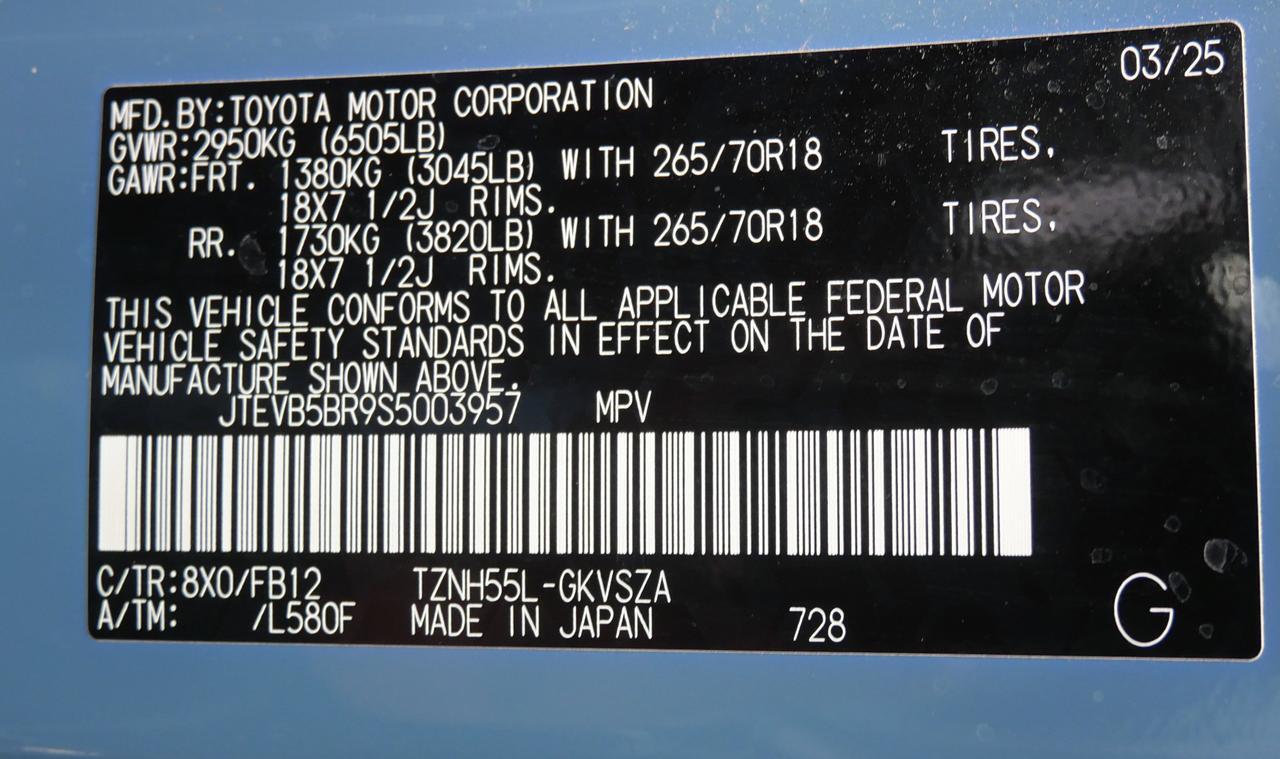 03/25
MFD.BY:TOYOTA MOTOR CORPORATION
GVWR:2950KG (6505LB)
GAWR:FRT. 1380KG (3045LB) WITH 265/70R18 TIRES.
18X7 1/2J RIMS.
RR. 1730KG (3820LB) WITH 265/70R18 TIRES.
18X7 1/2J RIMS.
THIS VEHICLE CONFORMS TO ALL APPLICABLE FEDERAL MOTOR
VEHICLE SAFETY STANDARDS IN EFFECT ON THE DATE OF
MANUFACTURE SHOWN ABOVE.
JTEVB5BR9S5003957 MPV
C/TR:8X0/FB12 TZNH55L-GKVSZA
A/TM: /L580F MADE IN JAPAN 728
G